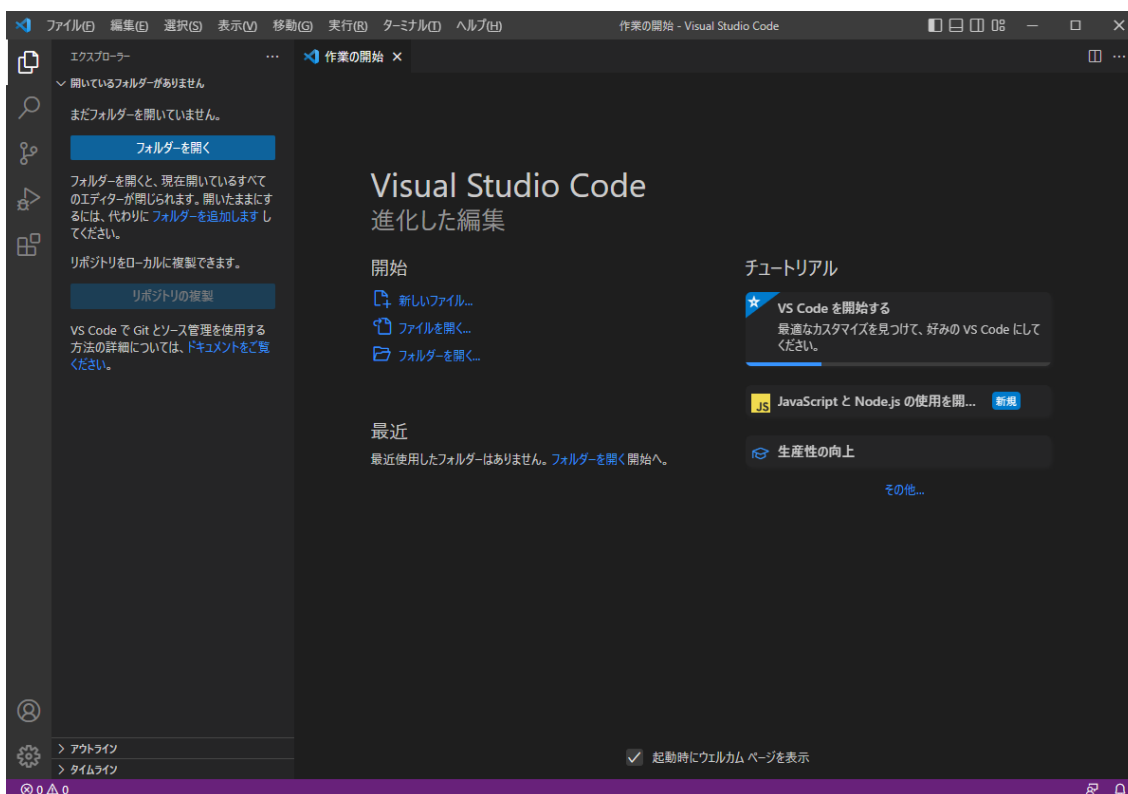 ファイル(F) 編集(E) 選択(S) 表示(V) 移動(G) 実行(R) ターミナル(T) ヘルプ(H) 作業の開始 - Visual Studio Code
エクスプローラー
作業の開始
開いているフォルダーがありません
まだフォルダーを開いていません。
フォルダーを開く
フォルダーを開くと、現在開いているすべて
のエディターが閉じられます。開いたままにす
るには、代わりに フォルダーを追加します し
てください。
リポジトリをローカルに複製できます。
リポジトリの複製
VS Code で Git とソース管理を使用する
方法の詳細については、ドキュメントをご覧
ください。
アウトライン
タイムライン
Visual Studio Code
進化した編集
開始
新しいファイル...
ファイルを開く...
フォルダーを開く...
最近
最近使用したフォルダーはありません。フォルダーを開く 開始へ。
チュートリアル
VS Code を開始する
最適なカスタマイズを見つけて、好みの VS Code にして
ください。
JS JavaScript と Node.js の使用を開... 新規
生産性の向上
その他...
起動時にウェルカム ページを表示
0 0